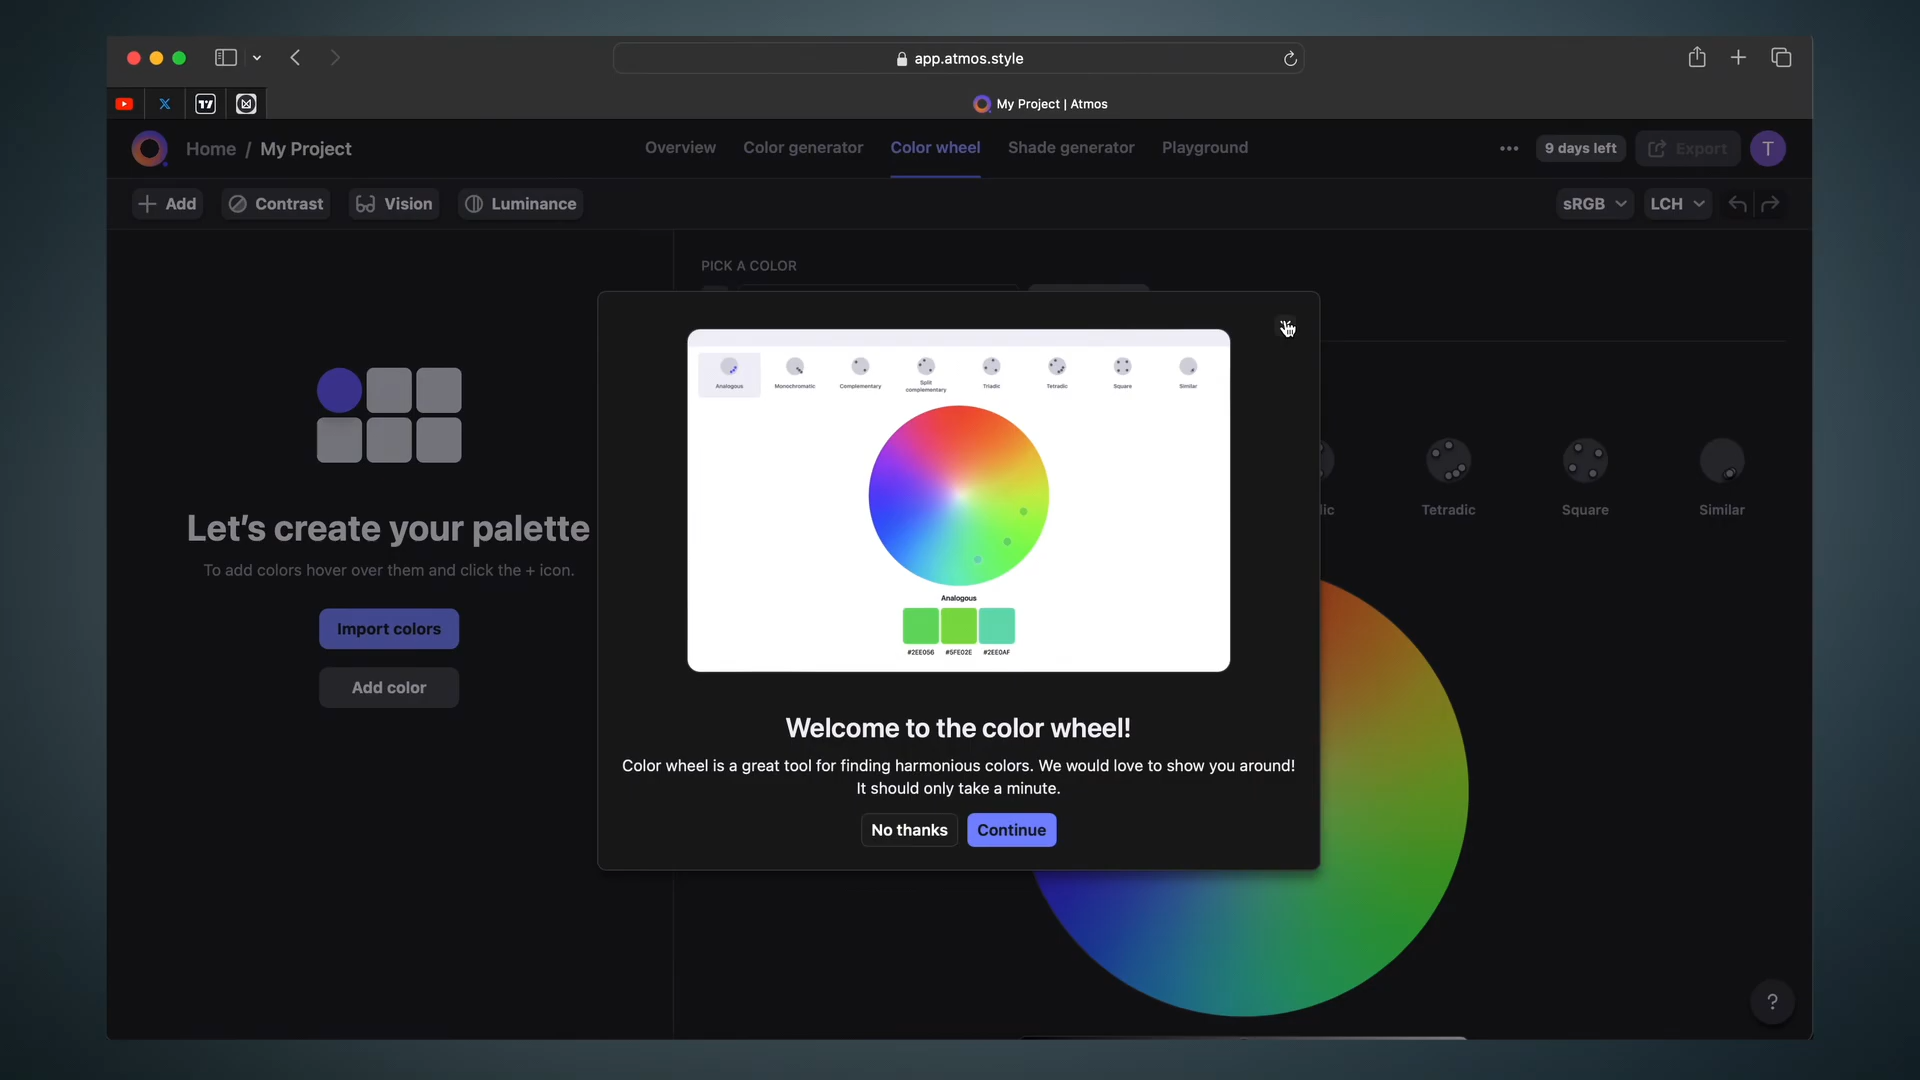 app.atmos.style
My Project | Atmos
Home / My Project
Overview
Color generator
Color wheel
Shade generator
Playground
9 days left
Export
T
Add
Contrast
Vision
Luminance
sRGB
LCH
PICK A COLOR
Let's create your palette
To add colors hover over them and click the + icon.
Import colors
Add color
Analogous
Monochromatic
Complementary
Split
complementary
Triadic
Tetradic
Square
Similar
Analogous
#2EE056
#5FE02E
#2EE0AF
Welcome to the color wheel!
Color wheel is a great tool for finding harmonious colors. We would love to show you around!
It should only take a minute.
No thanks
Continue
Tetradic
Square
Similar
?